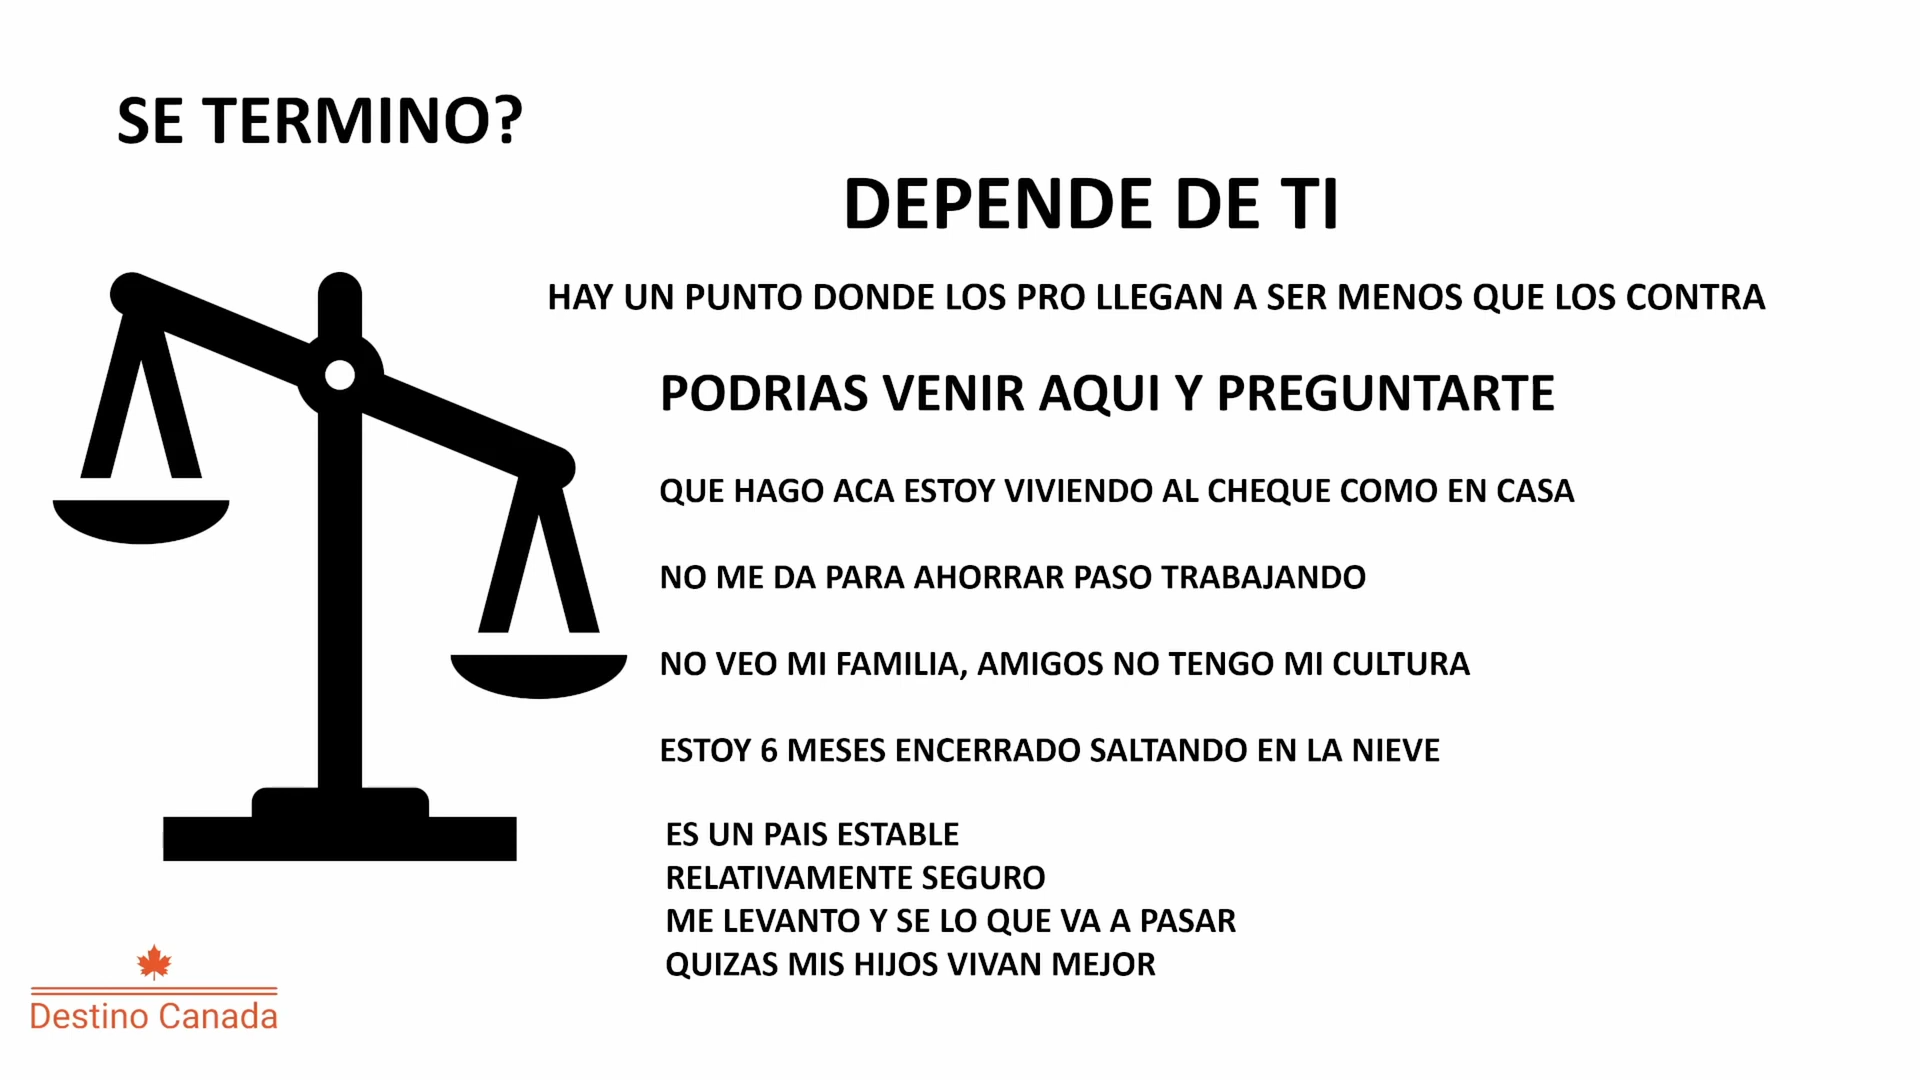 SE TERMINO?
DEPENDE DE TI
HAY UN PUNTO DONDE LOS PRO LLEGAN A SER MENOS QUE LOS CONTRA
PODRIAS VENIR AQUI Y PREGUNTARTE
QUE HAGO ACA ESTOY VIVIENDO AL CHEQUE COMO EN CASA
NO ME DA PARA AHORRAR PASO TRABAJANDO
NO VEO MI FAMILIA, AMIGOS NO TENGO MI CULTURA
ESTOY 6 MESES ENCERRADO SALTANDO EN LA NIEVE
ES UN PAIS ESTABLE
RELATIVAMENTE SEGURO
ME LEVANTO Y SE LO QUE VA A PASAR
QUIZAS MIS HIJOS VIVAN MEJOR
Destino Canada